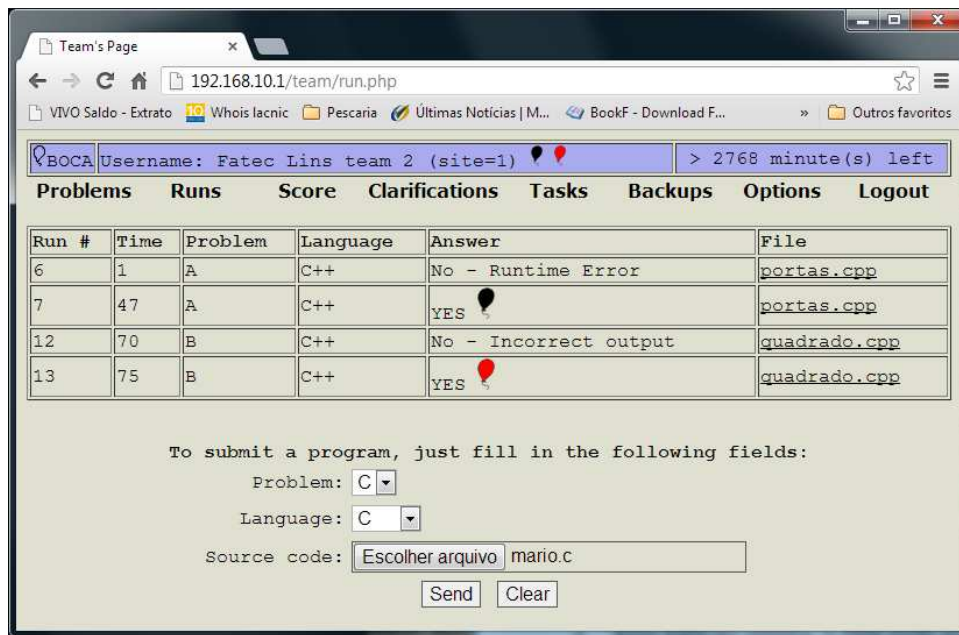 Team's Page
192.168.10.1/team/run.php
VIVO Saldo - Extrato 10 Whois lacnic Pescaria Últimas Notícias | M... BookF - Download F... » Outros favoritos
BOCA Username: Fatec Lins team 2 (site=1) > 2768 minute(s) left
Problems Runs Score Clarifications Tasks Backups Options Logout
Run # Time Problem Language Answer File
6 1 A C++ No - Runtime Error portas.cpp
7 47 A C++ YES portas.cpp
12 70 B C++ No - Incorrect output quadrado.cpp
13 75 B C++ YES quadrado.cpp
To submit a program, just fill in the following fields:
Problem: C
Language: C
Source code: Escolher arquivo mario.c
Send Clear